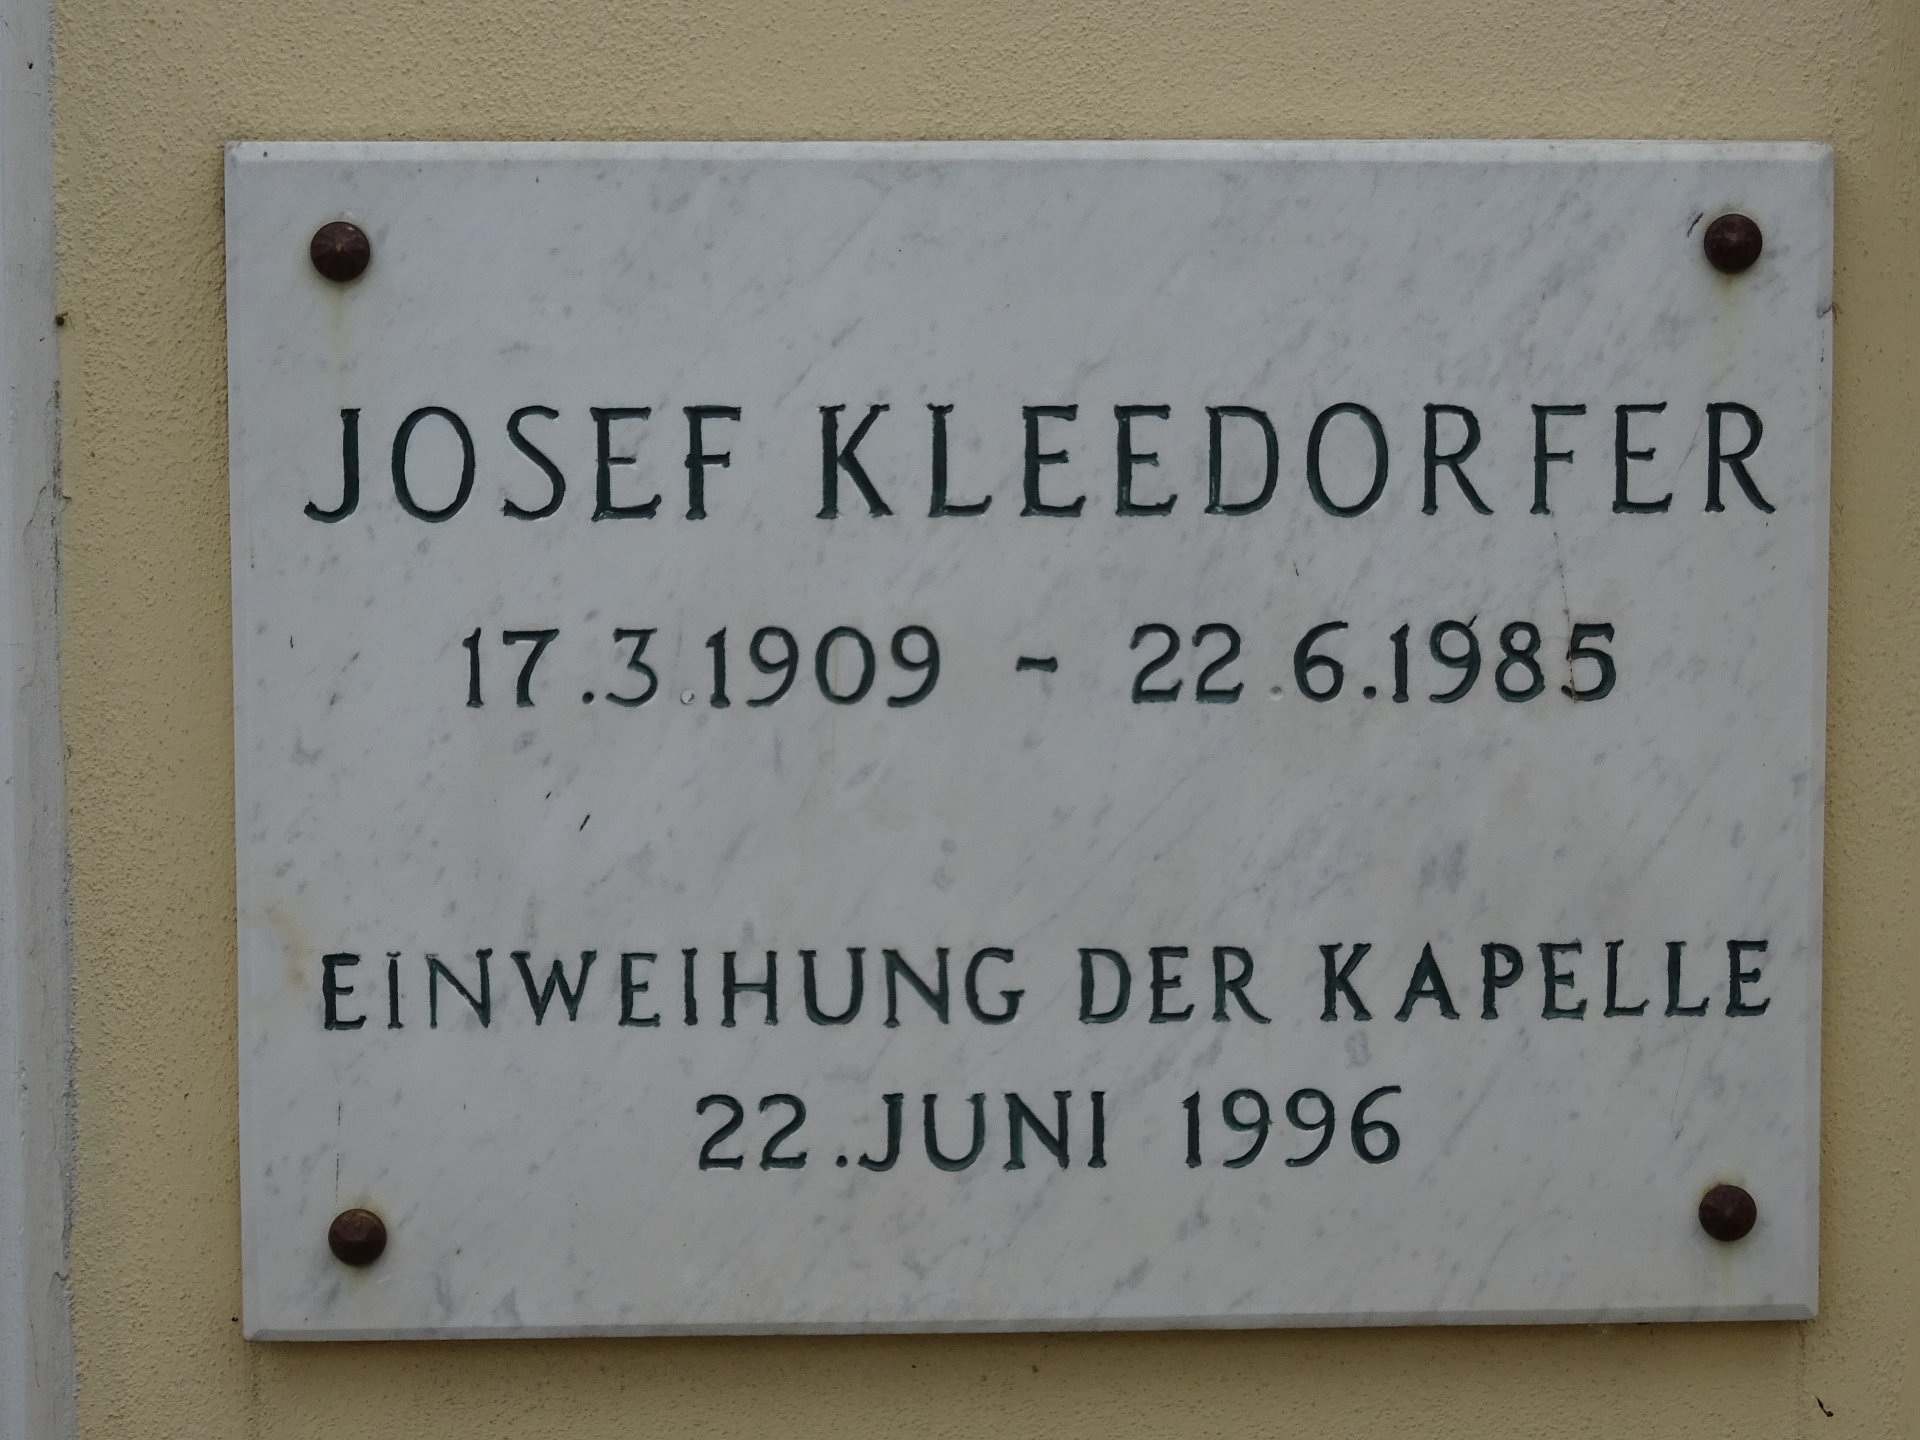 JOSEF KLEEDORFER
17.3.1909 - 22.6.1985
EINWEIHUNG DER KAPELLE
22.JUNI 1996